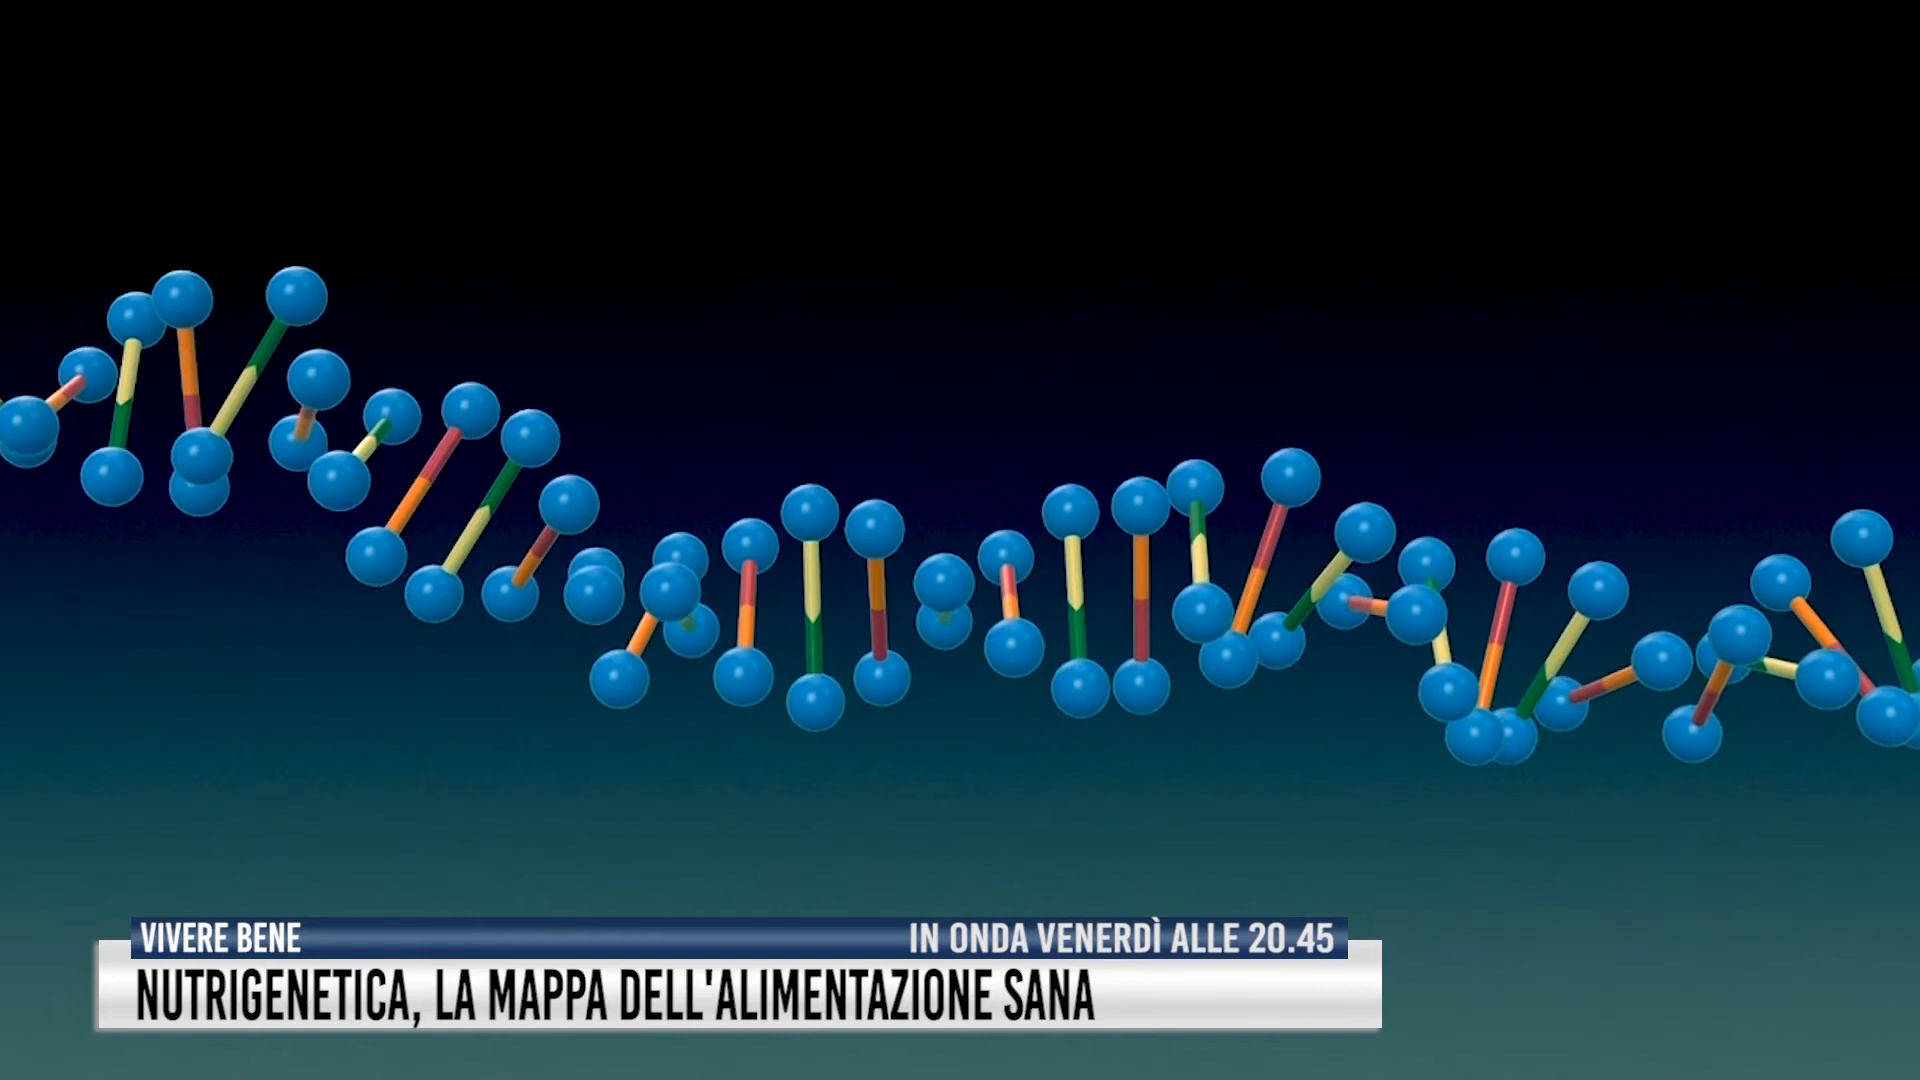 VIVERE BENE
IN ONDA VENERDÌ ALLE 20.45
NUTRIGENETICA, LA MAPPA DELL'ALIMENTAZIONE SANA